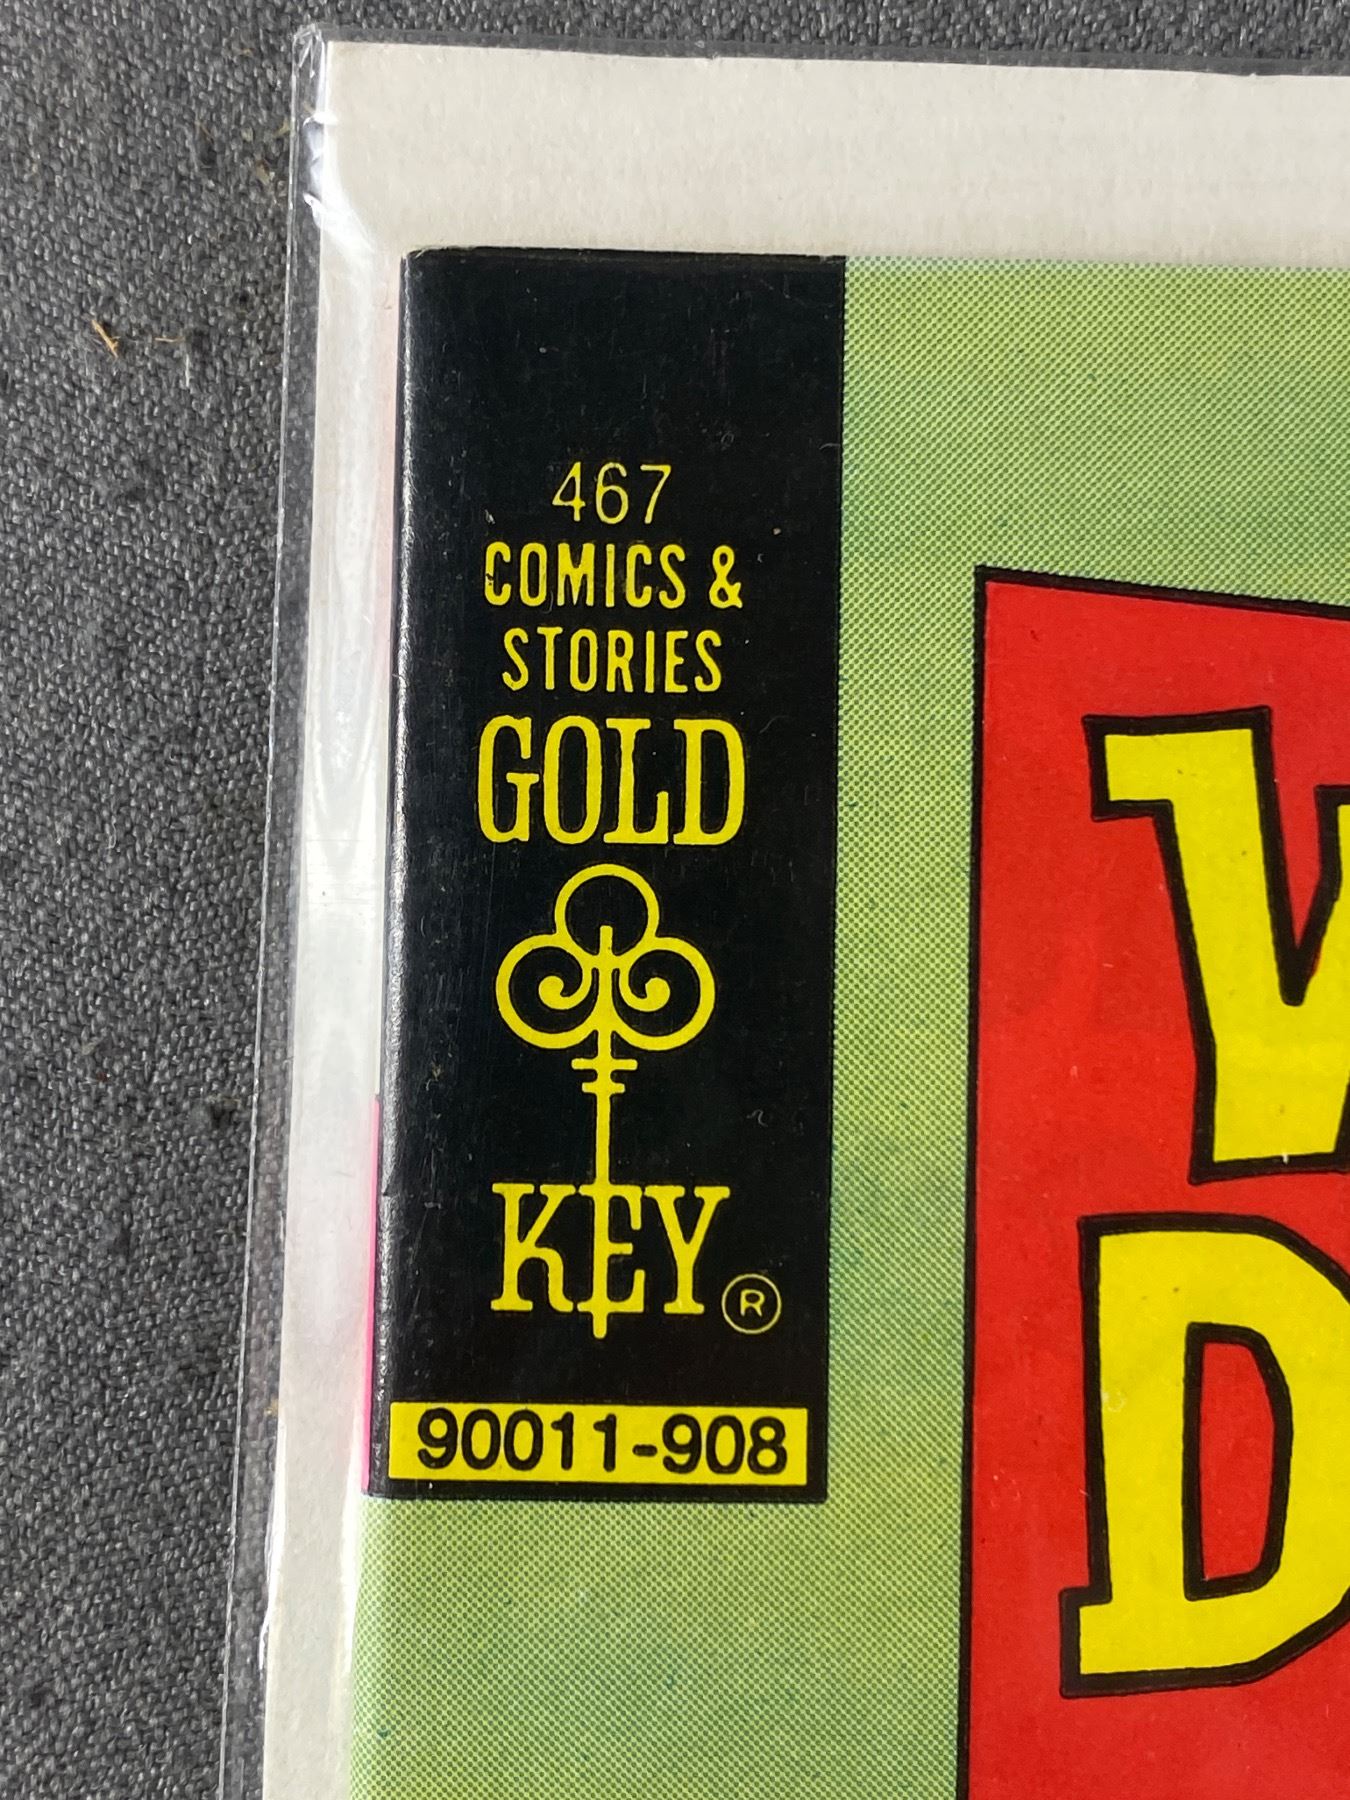 467
COMICS &
STORIES
GOLD
KEY ®
90011-908
W
D